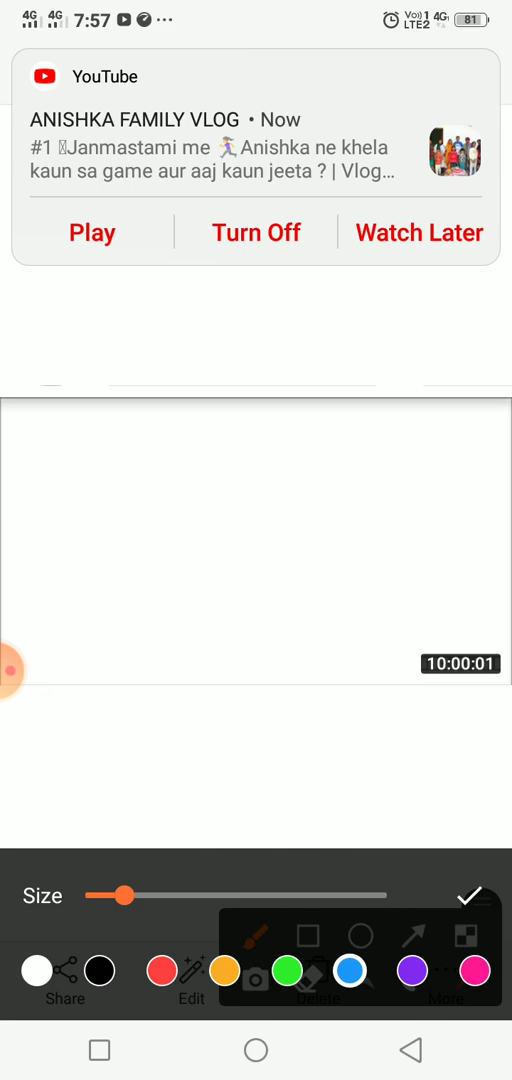 4G 4G 7:57 Vo)) 1 4G 81
LTE2
YouTube
ANISHKA FAMILY VLOG • Now
#1 Janmastami me 🏃‍♀️Anishka ne khela
kaun sa game aur aaj kaun jeeta ? | Vlog...
Play Turn Off Watch Later
10:00:01
Size
Share Edit Delete More